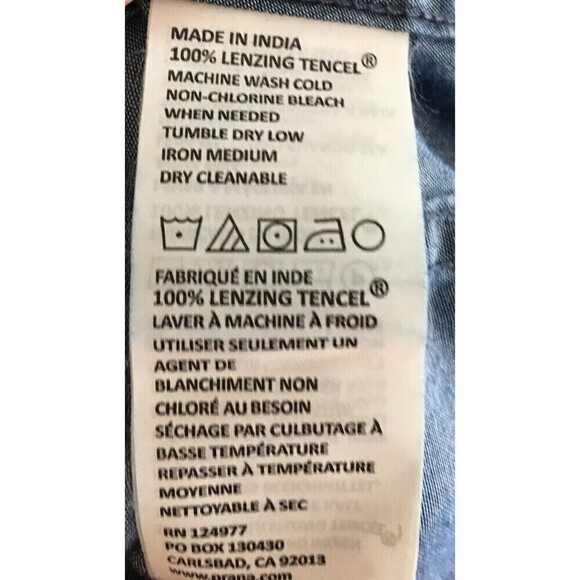 MADE IN INDIA
100% LENZING TENCEL®
MACHINE WASH COLD
NON-CHLORINE BLEACH
WHEN NEEDED
TUMBLE DRY LOW
IRON MEDIUM
DRY CLEANABLE
FABRIQUÉ EN INDE
100% LENZING TENCEL®
LAVER À MACHINE À FROID
UTILISER SEULEMENT UN
AGENT DE
BLANCHIMENT NON
CHLORÉ AU BESOIN
SÉCHAGE PAR CULBUTAGE À
BASSE TEMPÉRATURE
REPASSER À TEMPÉRATURE
MOYENNE
NETTOYABLE À SEC
RN 124977
PO BOX 130430
CARLSBAD, CA 92013
www.prana.com